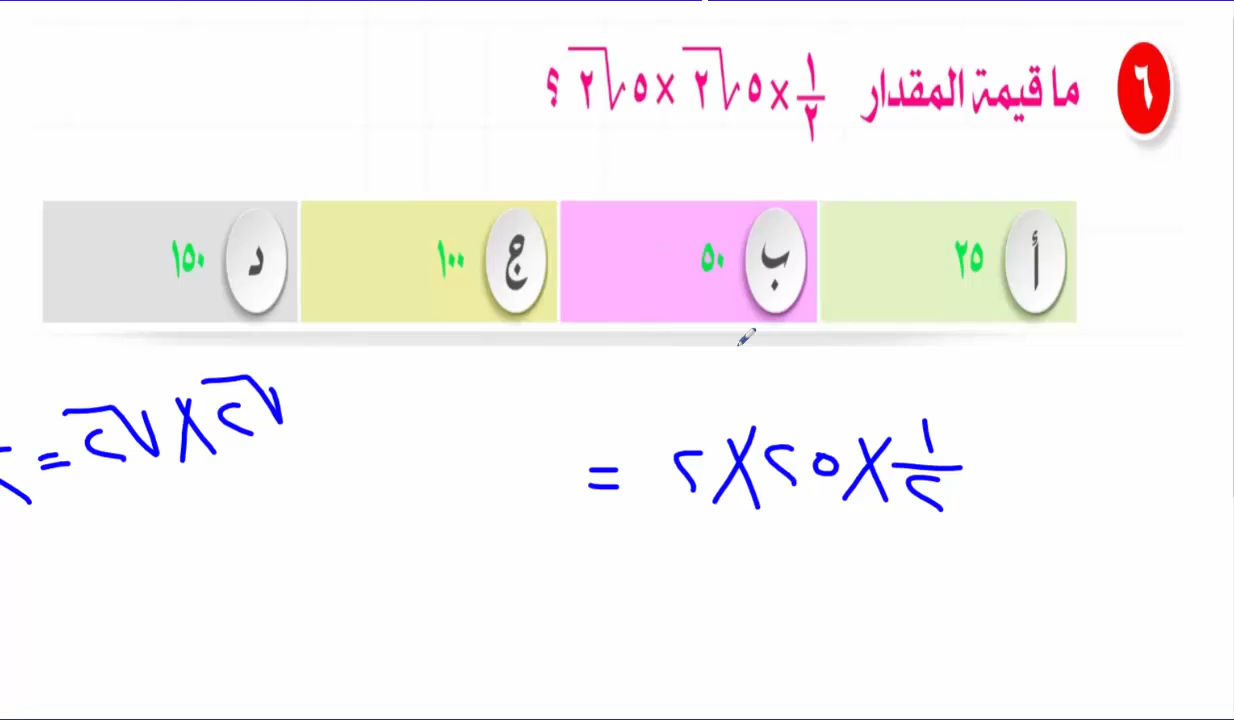 ٦ ما قيمة المقدار ١/٢ × ٥√٢ × ٥√٢ ؟
أ ٢٥ ب ٥٠ ج ١٠٠ د ١٥٠
√٢ × √٢ =
١/٢ × ٢٥ × ٢ =